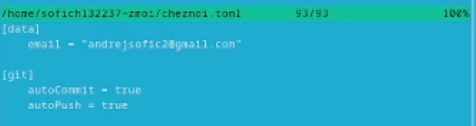 /home/sofich132237~zmoi/chezmoi.toml 93/93 100%
[data]
email = "andrejsofic2@gmail.com"
[git]
autoCommit = true
autoPush = true